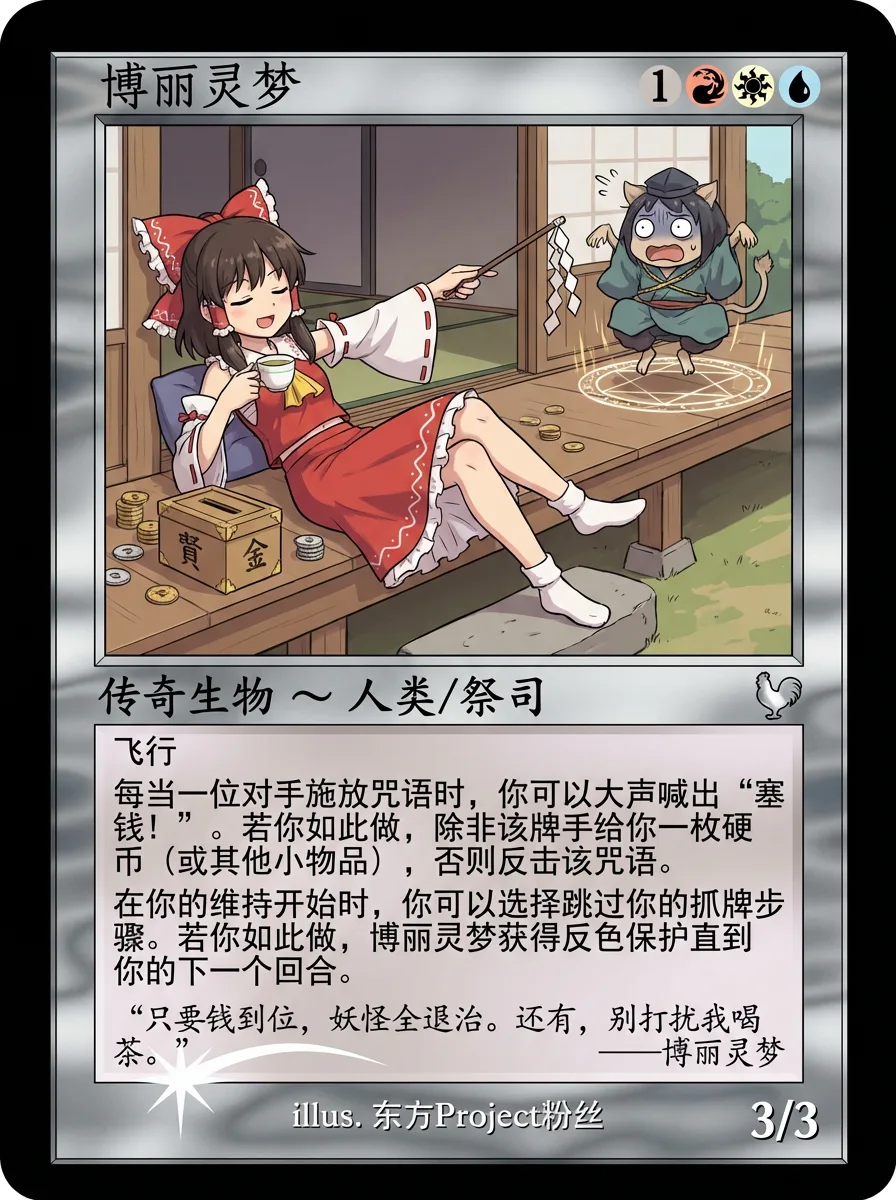 博丽灵梦
1
賽 金
传奇生物 ～ 人类/祭司
飞行
每当一位对手施放咒语时，你可以大声喊出“塞
钱！”。若你如此做，除非该牌手给你一枚硬
币（或其他小物品），否则反击该咒语。
在你的维持开始时，你可以选择跳过你的抓牌步
骤。若你如此做，博丽灵梦获得反色保护直到
你的下一个回合。
“只要钱到位，妖怪全退治。还有，别打扰我喝
茶。”
——博丽灵梦
illus. 东方Project粉丝
3/3